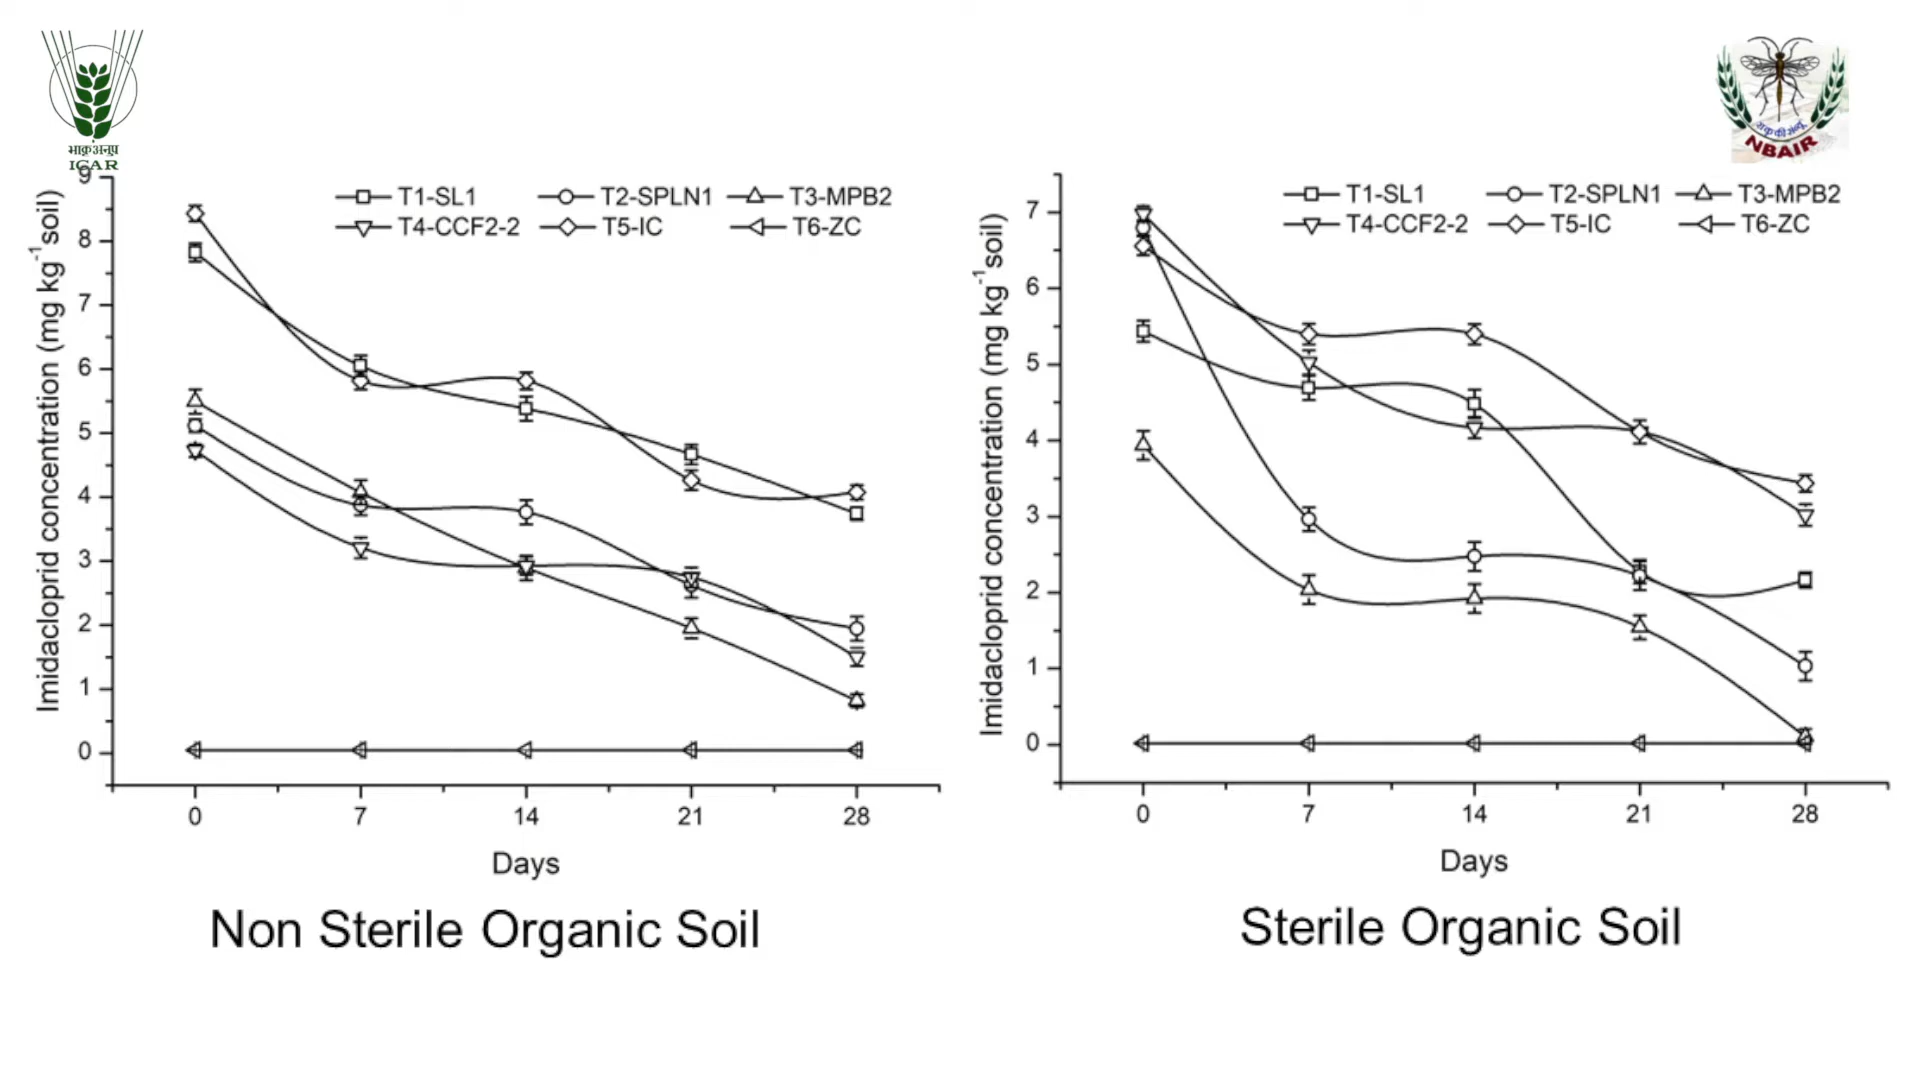 भाकृअनुप
ICAR
NBAIR
Imidacloprid concentration (mg kg⁻¹ soil)
9
8
7
6
5
4
3
2
1
0
T1-SL1 T2-SPLN1 T3-MPB2
T4-CCF2-2 T5-IC T6-ZC
0 7 14 21 28
Days
Non Sterile Organic Soil
Imidacloprid concentration (mg kg⁻¹ soil)
7
6
5
4
3
2
1
0
T1-SL1 T2-SPLN1 T3-MPB2
T4-CCF2-2 T5-IC T6-ZC
0 7 14 21 28
Days
Sterile Organic Soil